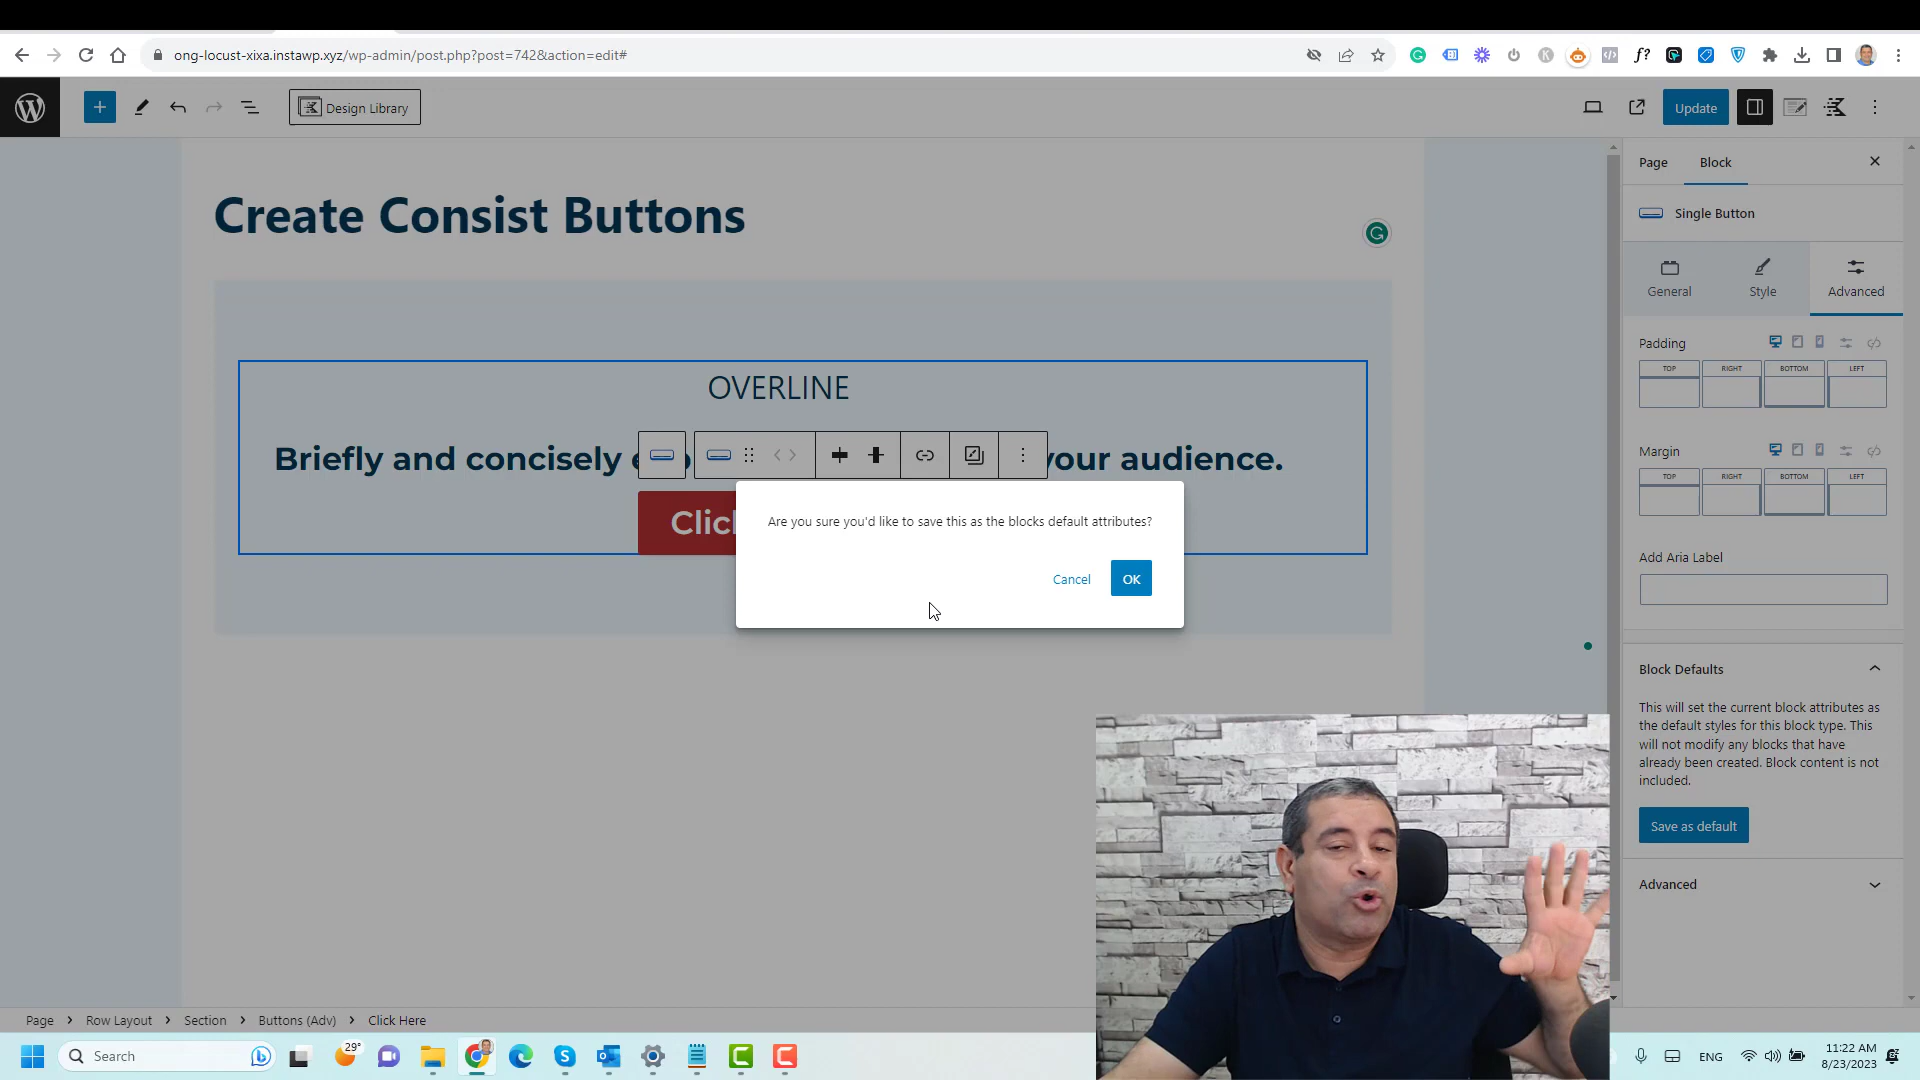 ong-locust-xixa.instawp.xyz/wp-admin/post.php?post=742&action=edit#
Design Library
Update
Page
Block
Single Button
General
Style
Advanced
Create Consist Buttons
OVERLINE
Briefly and concisely
your audience.
Clic
Are you sure you'd like to save this as the blocks default attributes?
Cancel
OK
Padding
TOP RIGHT BOTTOM LEFT
Margin
TOP RIGHT BOTTOM LEFT
Add Aria Label
Block Defaults
This will set the current block attributes as
the default styles for this block type. This
will not modify any blocks that have
already been created. Block content is not
included.
Save as default
Advanced
Page > Row Layout > Section > Buttons (Adv) > Click Here
Search
29°
ENG
11:22 AM
8/23/2023